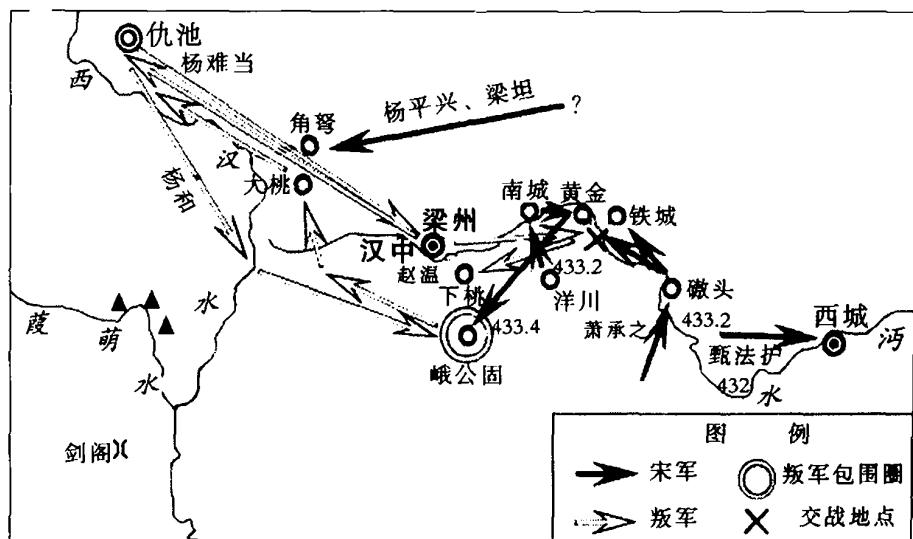 仇池
杨难当
西
杨平兴、梁坦
?
角弩
汉
大桃
杨和
南城
黄金
铁城
梁州
汉中
赵温
下桃
433.2
洋川
磝头
水
433.4
萧承之
433.2
西城
沔
葭
萌
水
峨公固
甄法护
432
水
剑阁
图 例
宋军
叛军包围圈
叛军
交战地点